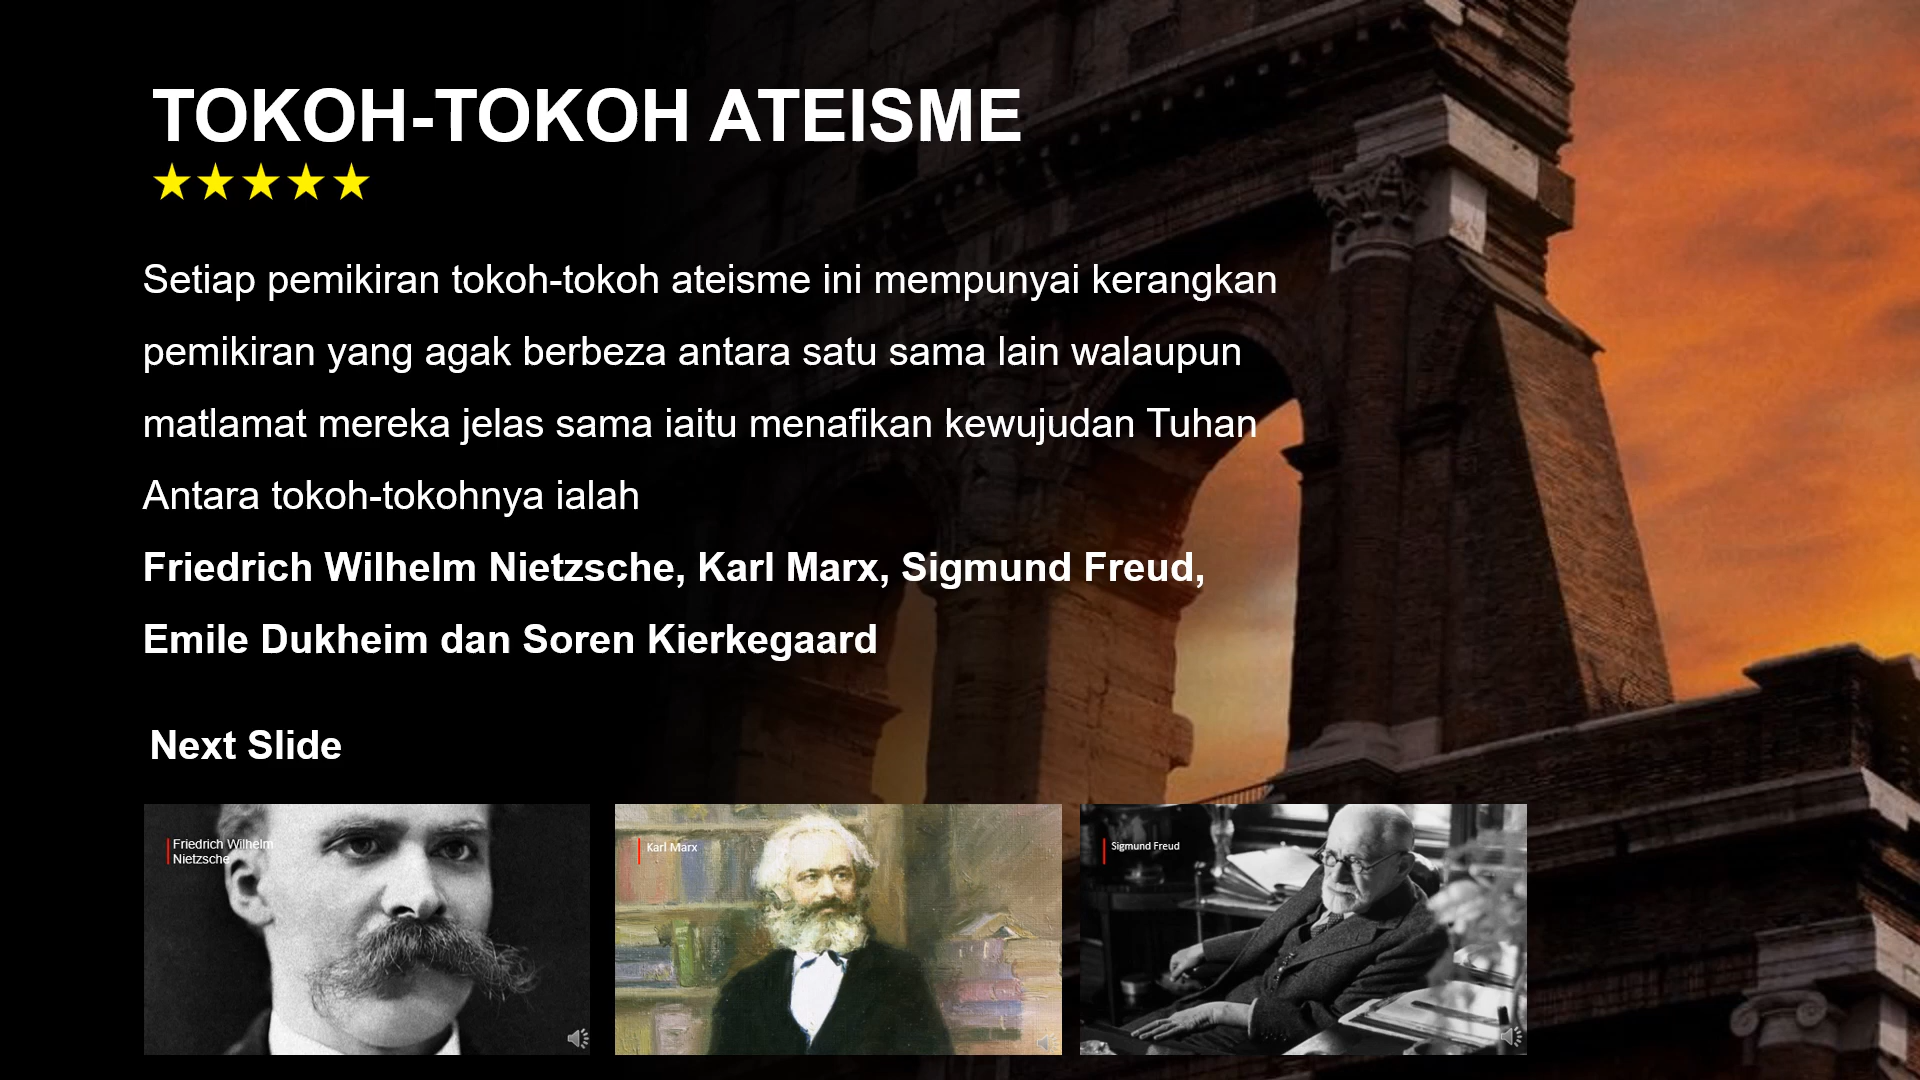 TOKOH-TOKOH ATEISME
Setiap pemikiran tokoh-tokoh ateisme ini mempunyai kerangkan
pemikiran yang agak berbeza antara satu sama lain walaupun
matlamat mereka jelas sama iaitu menafikan kewujudan Tuhan
Antara tokoh-tokohnya ialah
Friedrich Wilhelm Nietzsche, Karl Marx, Sigmund Freud,
Emile Dukheim dan Soren Kierkegaard
Next Slide
Friedrich Wilhelm
Nietzsche
Karl Marx
Sigmund Freud